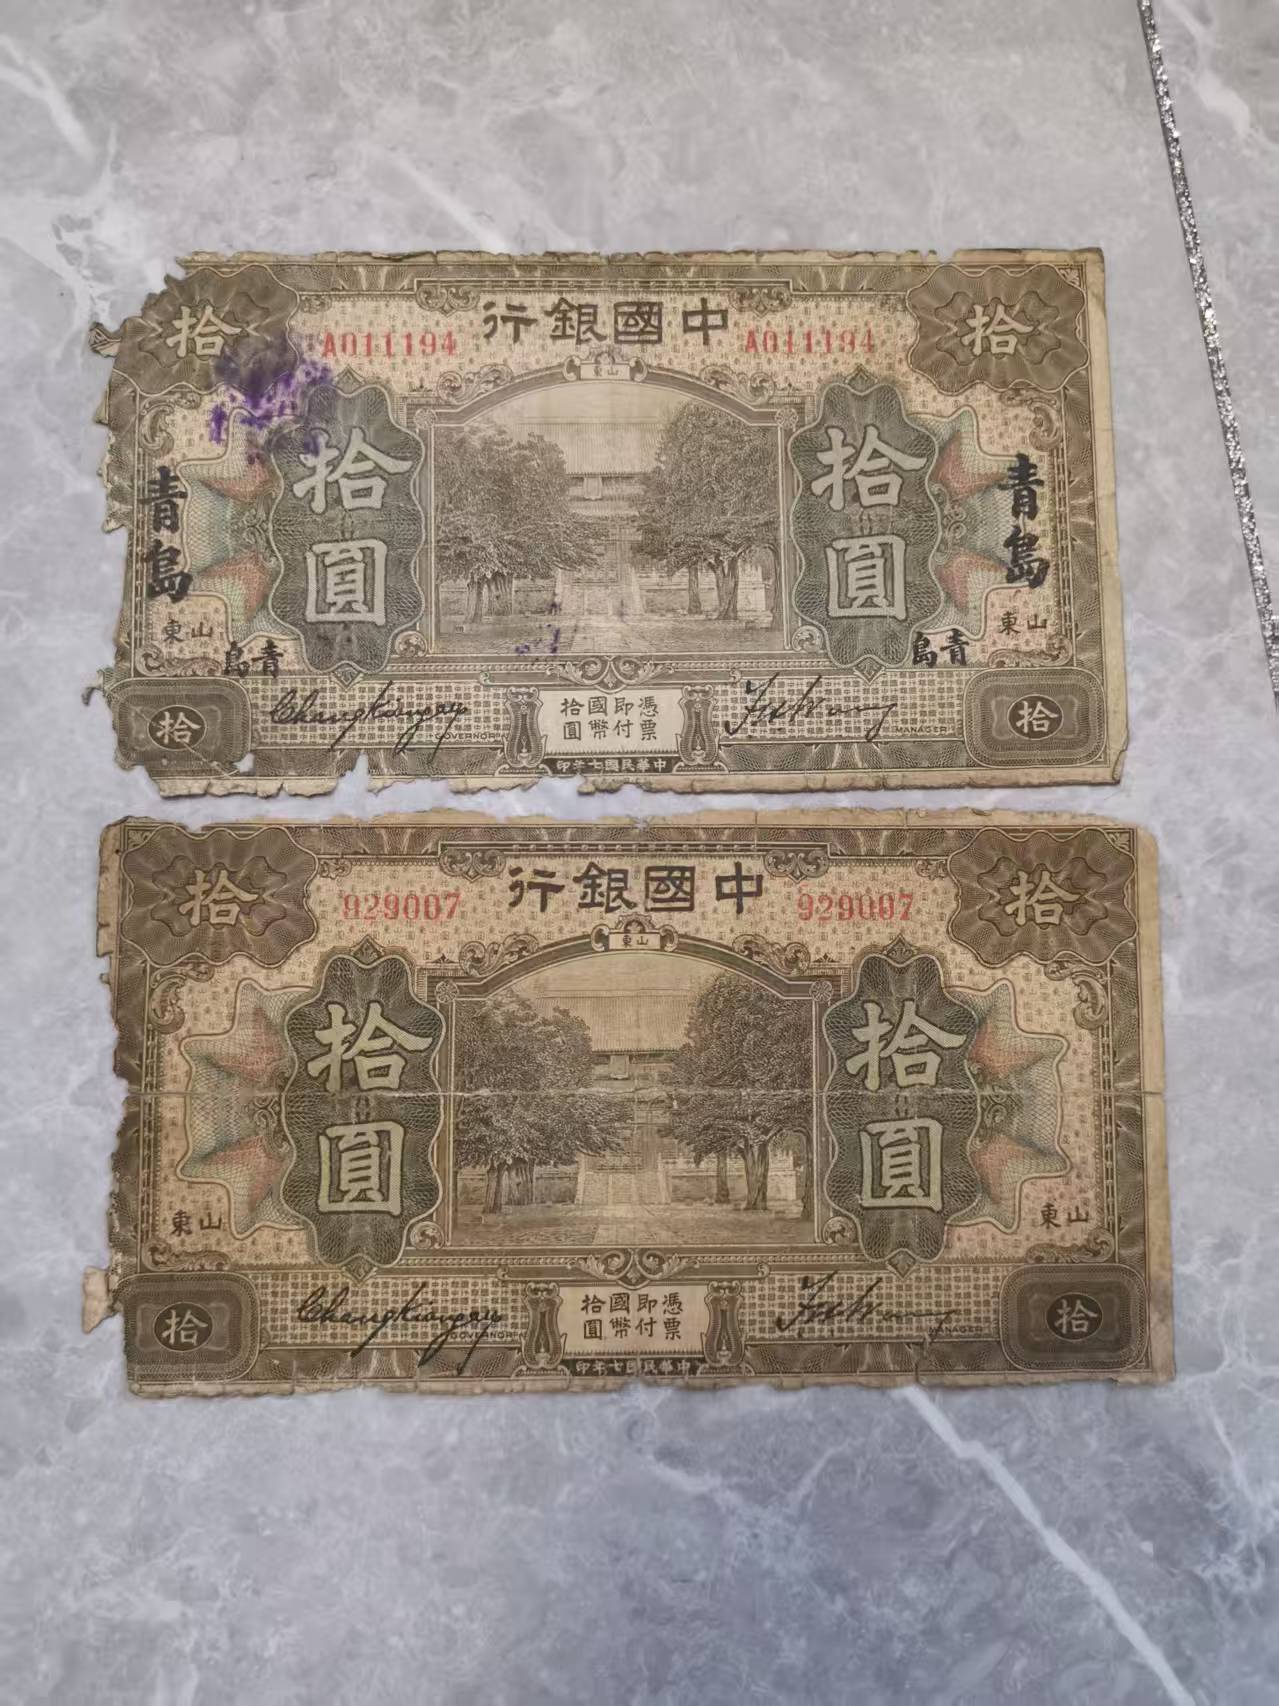 中國銀行
拾
拾
A011194
A011194
山東
拾圓
拾圓
青島
青島
山東
山東
青島
青島
Chang Kiangau
GOVERNOR
憑票
即付
國幣
拾圓
MANAGER
拾
拾
中華民國七年印
中國銀行
拾
拾
929007
929007
山東
拾圓
拾圓
山東
山東
Chang Kiangau
GOVERNOR
憑票
即付
國幣
拾圓
MANAGER
拾
拾
中華民國七年印